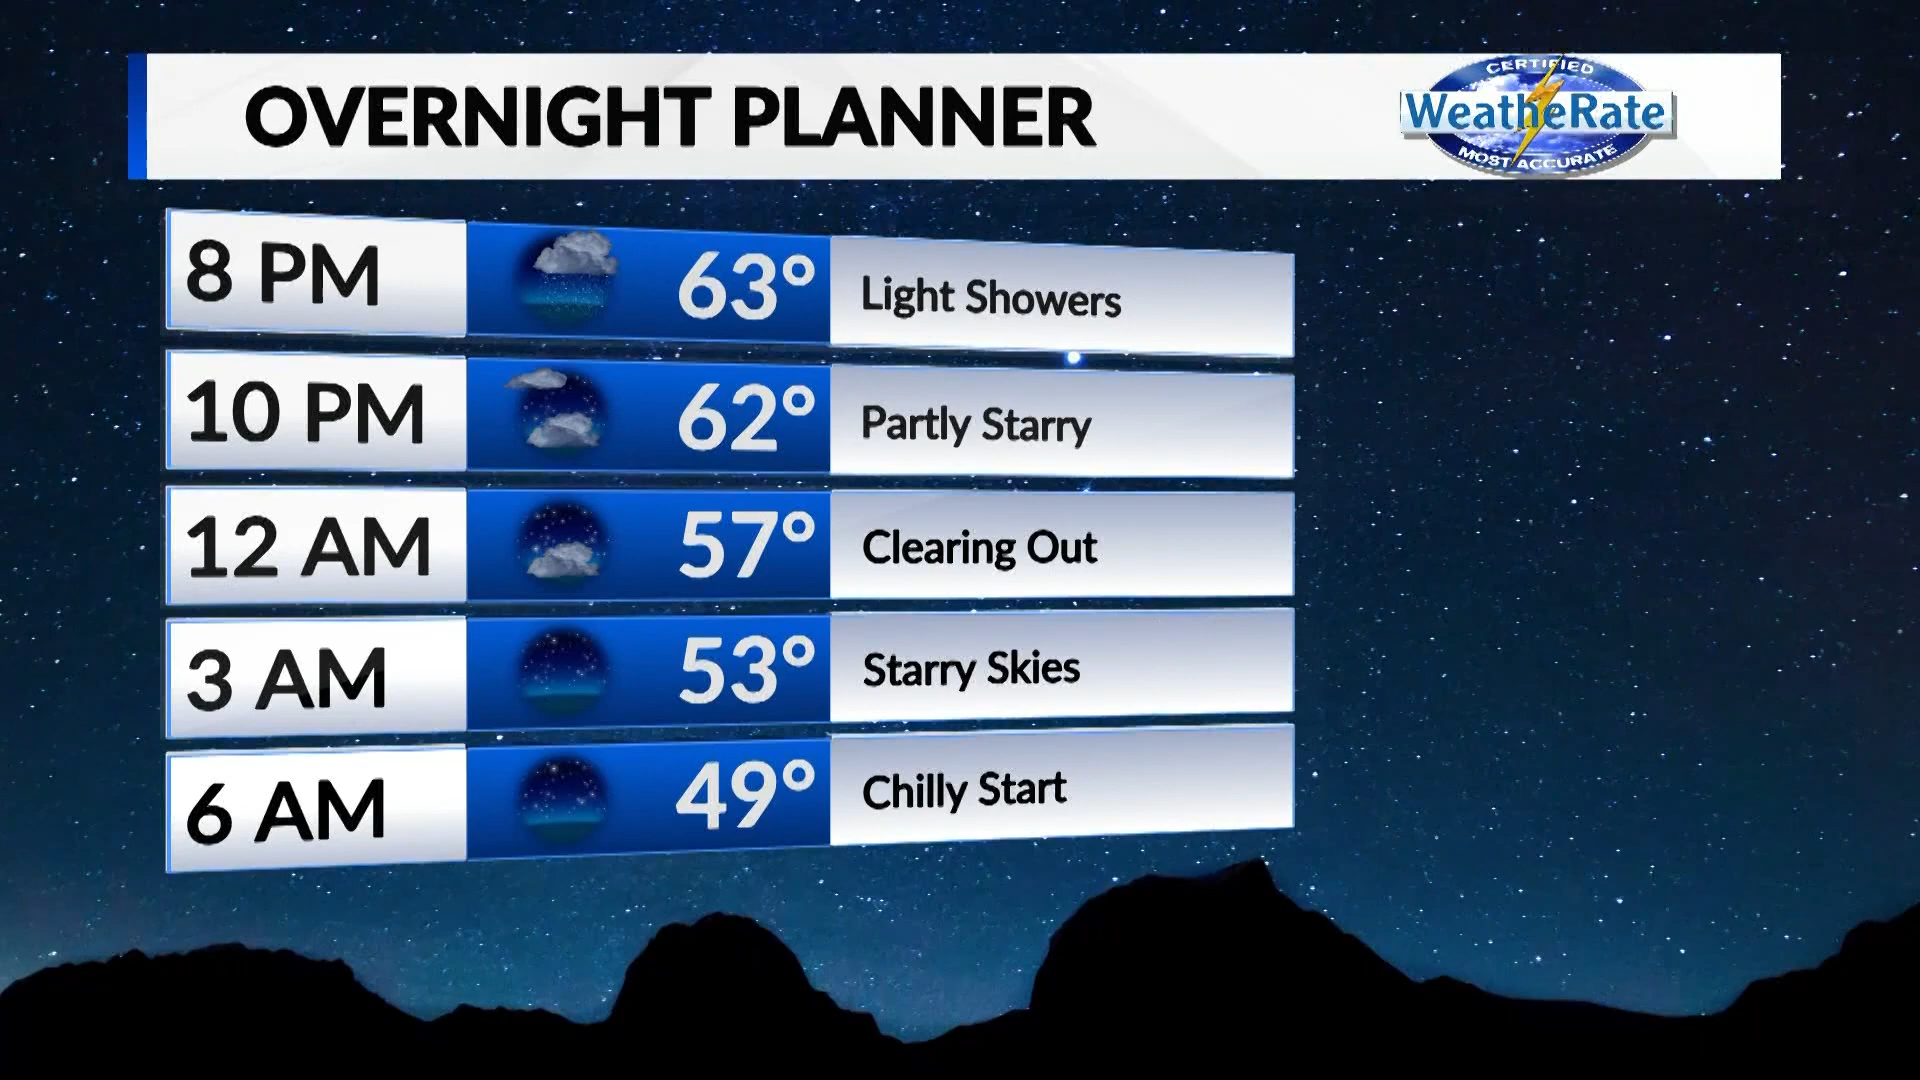 OVERNIGHT PLANNER
CERTIFIED
WeatheRate
MOST ACCURATE
8 PM 63° Light Showers
10 PM 62° Partly Starry
12 AM 57° Clearing Out
3 AM 53° Starry Skies
6 AM 49° Chilly Start